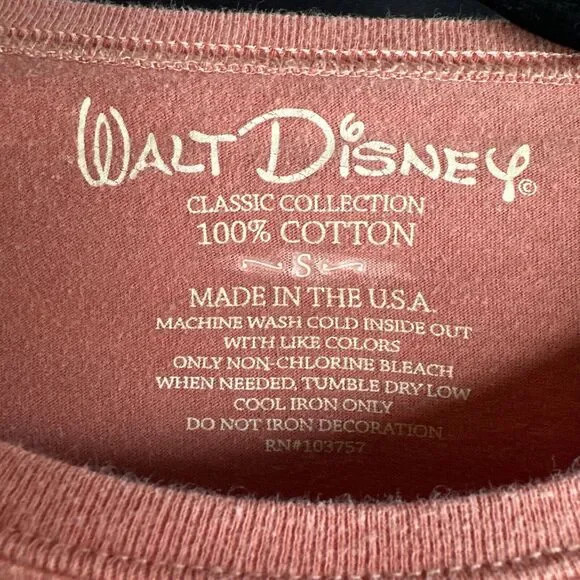 WALT DISNEY©
CLASSIC COLLECTION
100% COTTON
S
MADE IN THE U.S.A.
MACHINE WASH COLD INSIDE OUT
WITH LIKE COLORS
ONLY NON-CHLORINE BLEACH
WHEN NEEDED, TUMBLE DRY LOW
COOL IRON ONLY
DO NOT IRON DECORATION
RN#103757